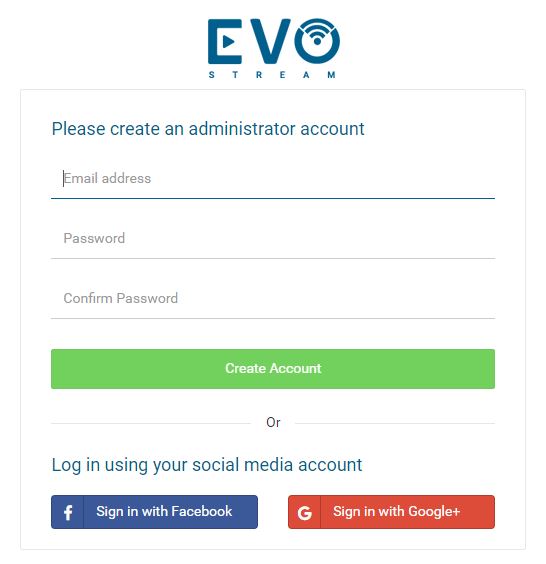 EVO
STREAM
Please create an administrator account
Email address
Password
Confirm Password
Create Account
Or
Log in using your social media account
f Sign in with Facebook
G Sign in with Google+